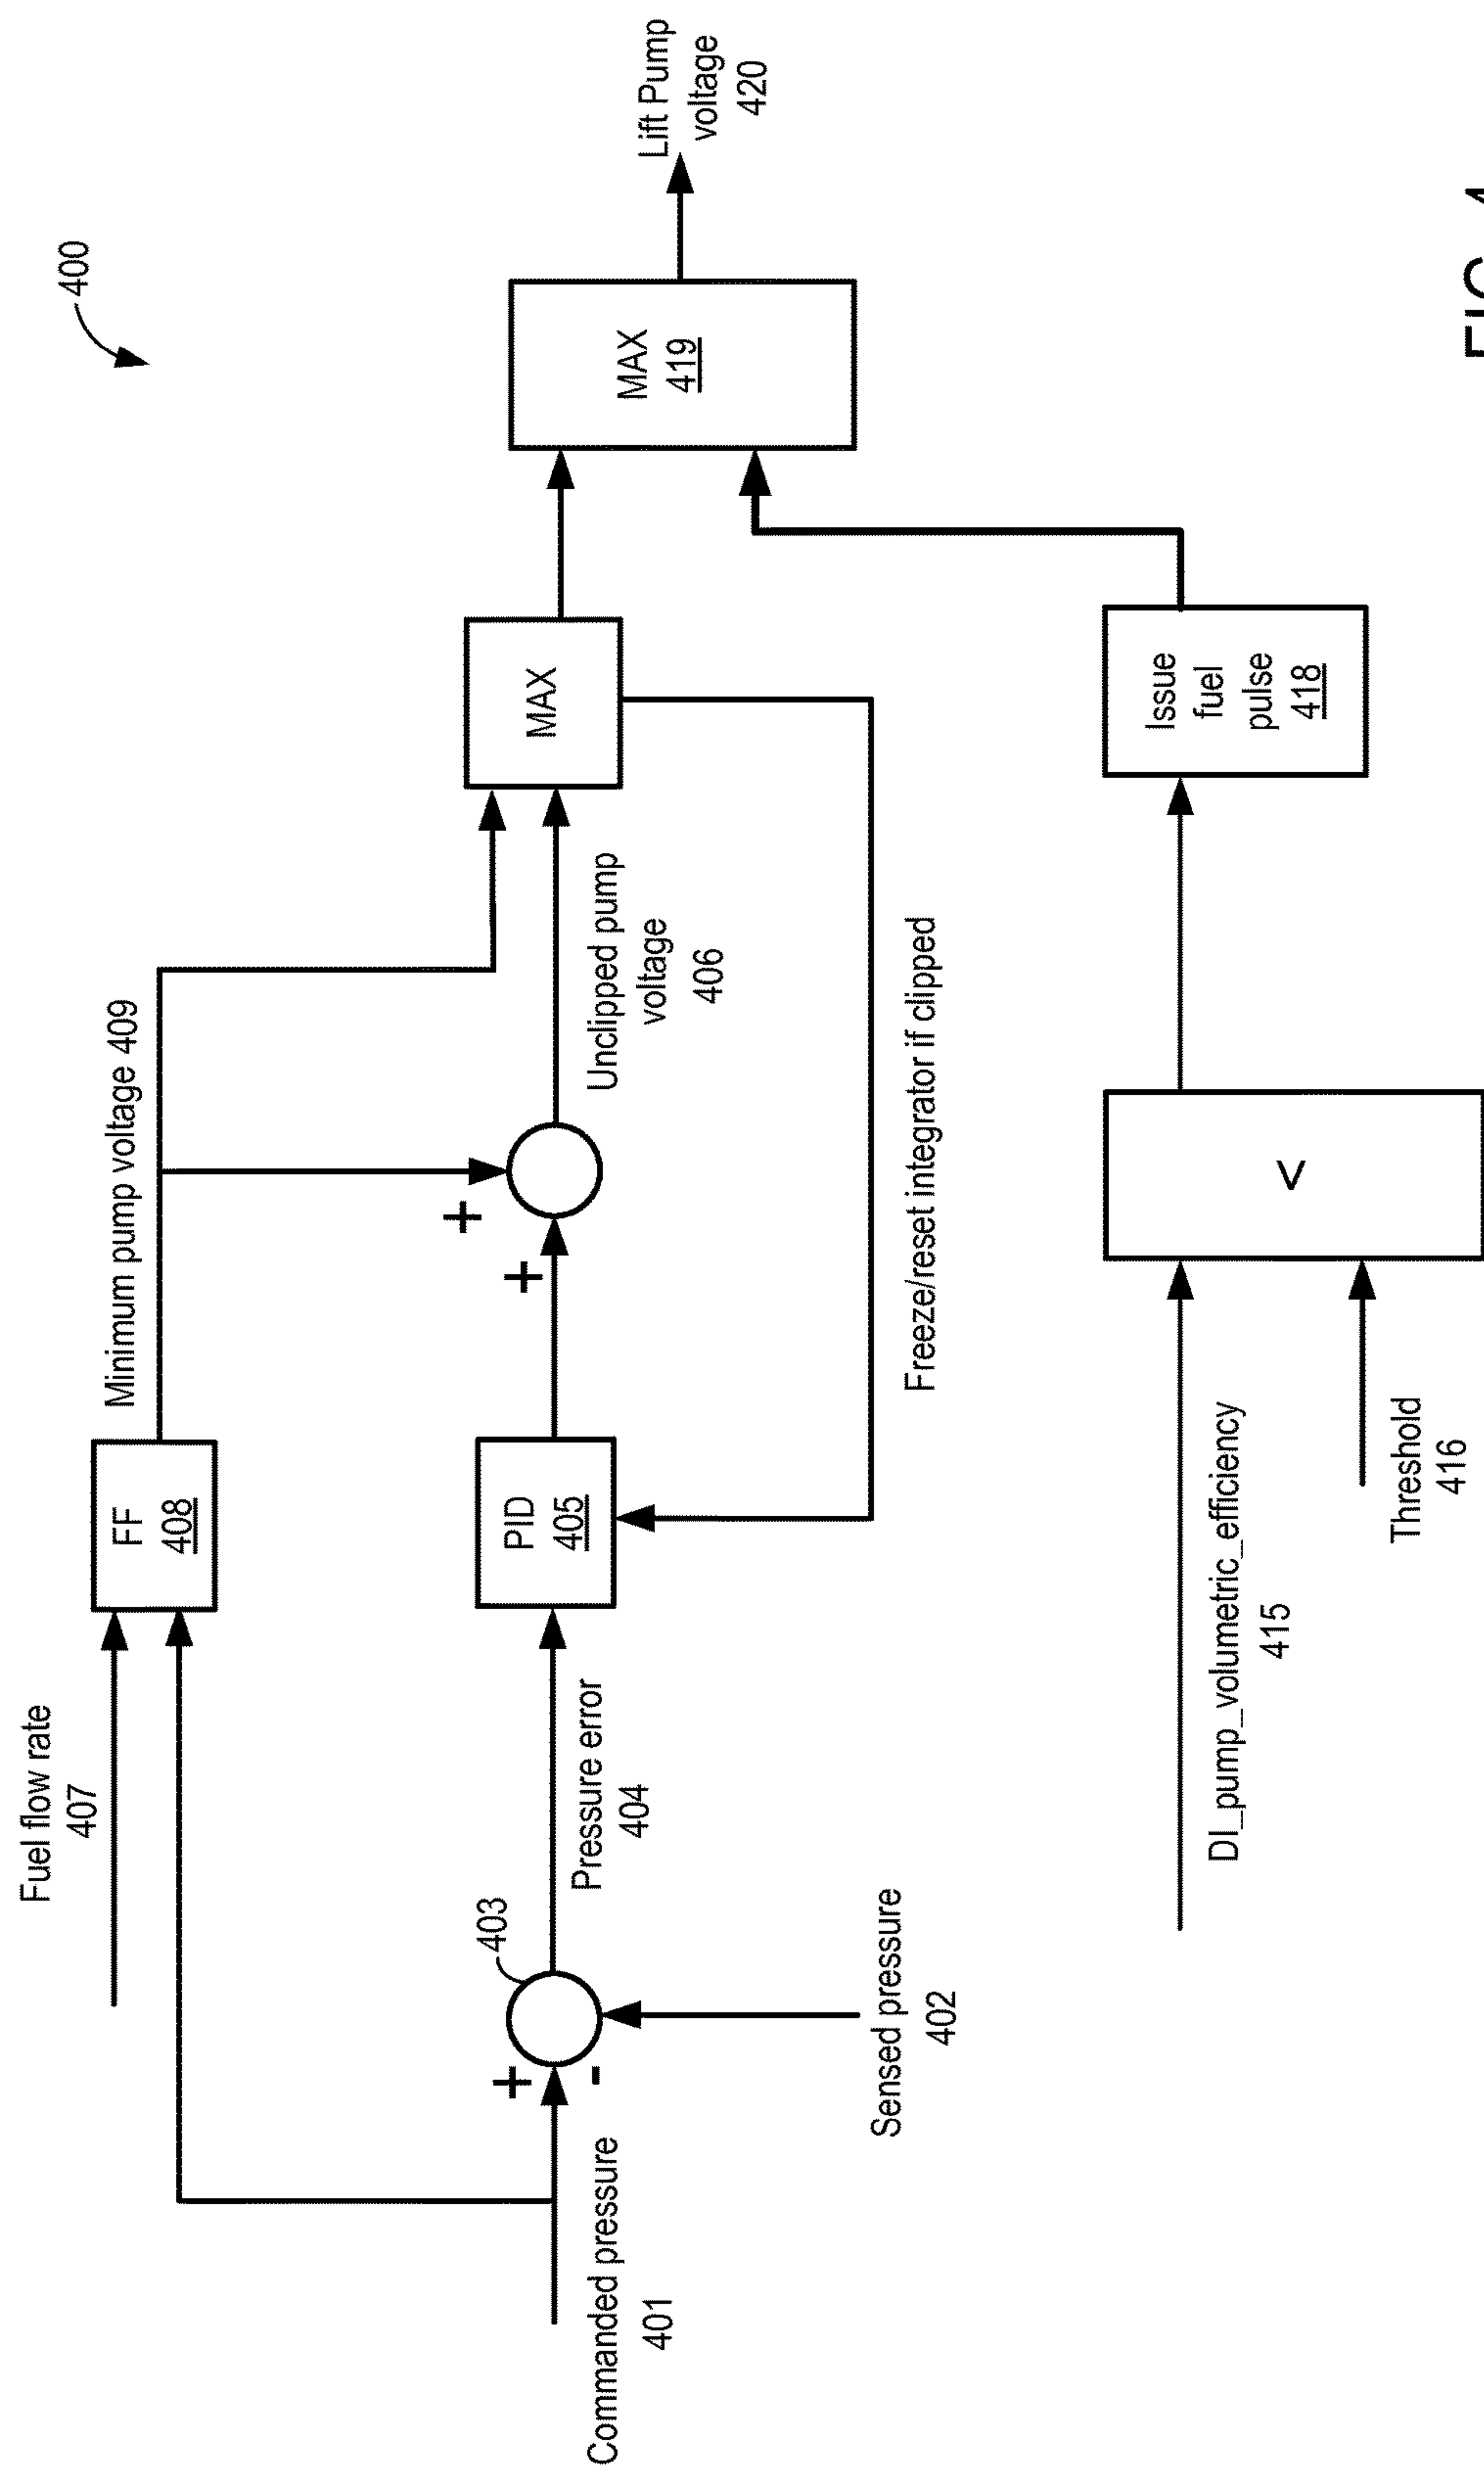 400
Fuel flow rate
407
FF
408
Minimum pump voltage 409
Commanded pressure
401
+
-
403
Sensed pressure
402
Pressure error
404
PID
405
+
+
Unclipped pump
voltage
406
MAX
Freeze/reset integrator if clipped
MAX
419
Lift Pump
voltage
420
DI_pump_volumetric_efficiency
415
Threshold
416
<
Issue
fuel
pulse
418
FIG. 4